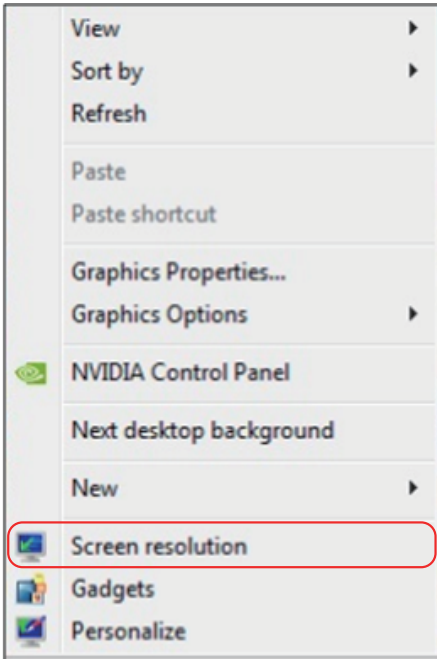 View
Sort by
Refresh
Paste
Paste shortcut
Graphics Properties...
Graphics Options
NVIDIA Control Panel
Next desktop background
New
Screen resolution
Gadgets
Personalize